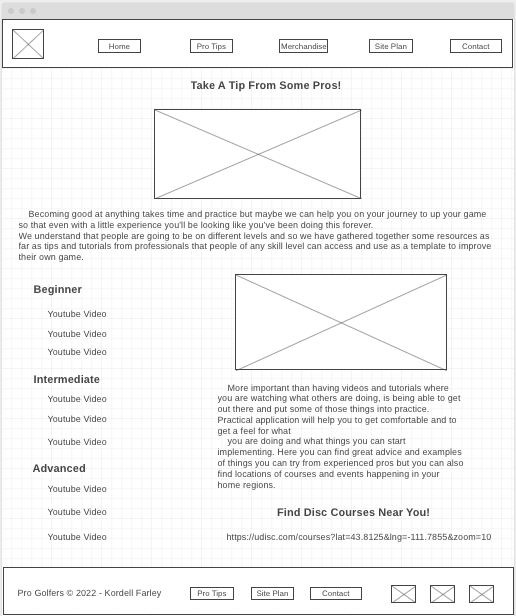 Home
Pro Tips
Merchandise
Site Plan
Contact
Take A Tip From Some Pros!
Becoming good at anything takes time and practice but maybe we can help you on your journey to up your game
so that even with a little experience you'll be looking like you've been doing this forever.
We understand that people are going to be on different levels and so we have gathered together some resources as
far as tips and tutorials from professionals that people of any skill level can access and use as a template to improve
their own game.
Beginner
Youtube Video
Youtube Video
Youtube Video
Intermediate
Youtube Video
Youtube Video
Youtube Video
Advanced
Youtube Video
Youtube Video
Youtube Video
More important than having videos and tutorials where
you are watching what others are doing, is being able to get
out there and put some of those things into practice.
Practical application will help you to get comfortable and to
get a feel for what
you are doing and what things you can start
implementing. Here you can find great advice and examples
of things you can try from experienced pros but you can also
find locations of courses and events happening in your
home regions.
Find Disc Courses Near You!
https://udisc.com/courses?lat=43.8125&lng=-111.7855&zoom=10
Pro Golfers © 2022 - Kordell Farley
Pro Tips
Site Plan
Contact